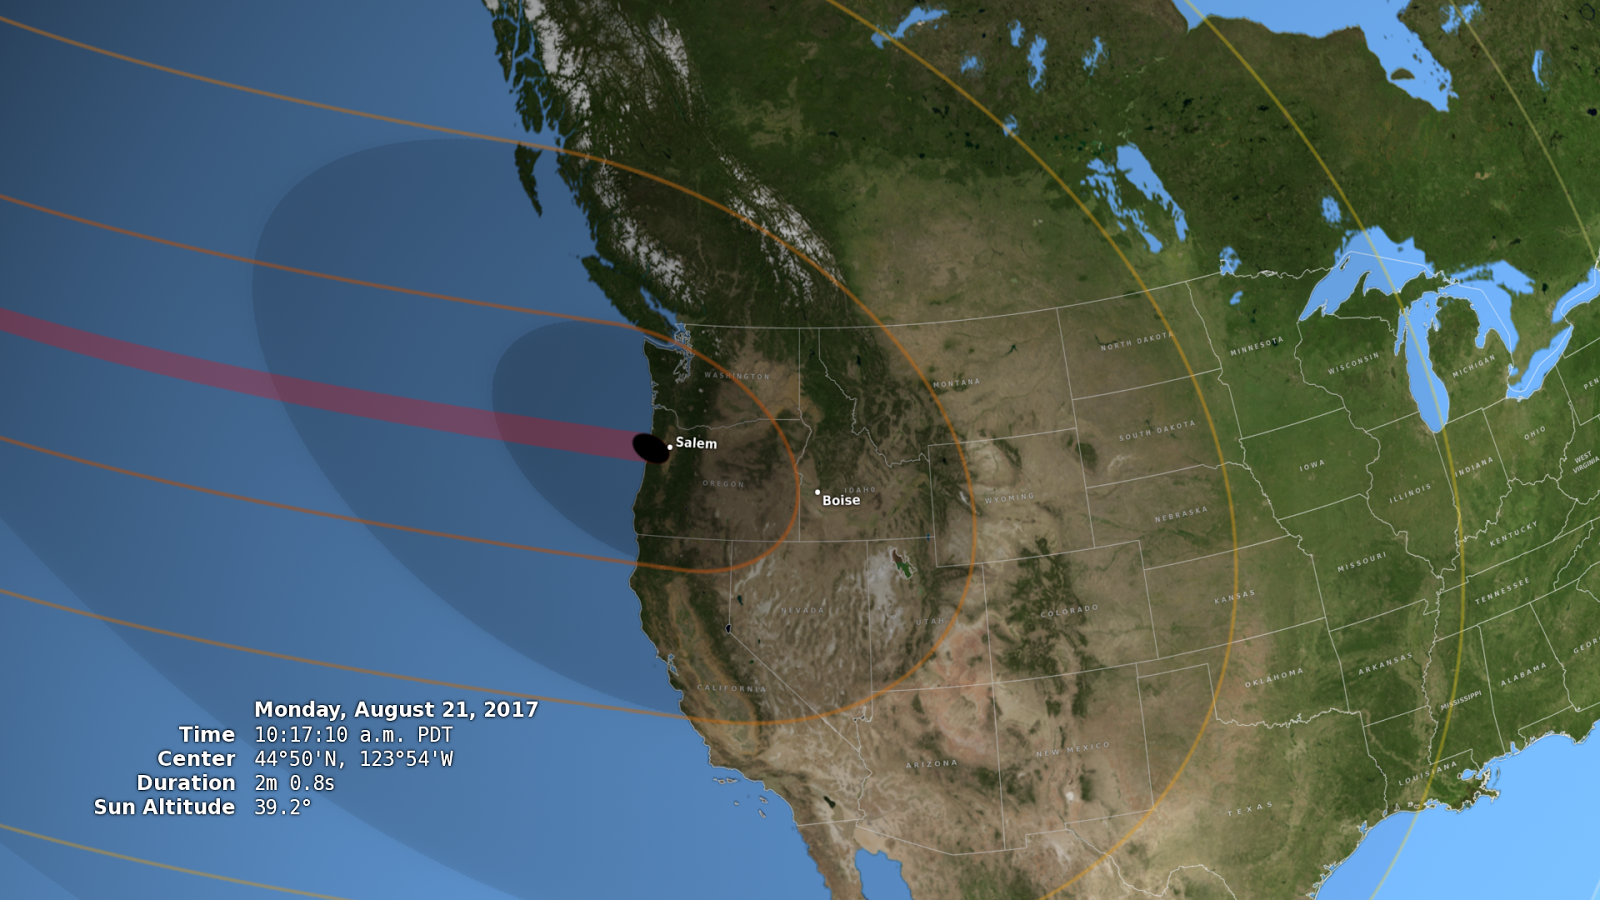 WASHINGTON
NORTH DAKOTA
MINNESOTA
WISCONSIN
MICHIGAN
MONTANA
PEN
SOUTH DAKOTA
OHIO
Salem
WEST
VIRGINIA
OREGON
IDAHO
Boise
WYOMING
IOWA
INDIANA
ILLINOIS
NEBRASKA
KENTUCKY
MISSOURI
NEVADA
UTAH
COLORADO
KANSAS
TENNESSEE
GEOR
CALIFORNIA
OKLAHOMA
ARKANSAS
ALABAMA
MISSISSIPPI
ARIZONA
NEW MEXICO
LOUISIANA
TEXAS
Monday, August 21, 2017
Time 10:17:10 a.m. PDT
Center 44°50'N, 123°54'W
Duration 2m 0.8s
Sun Altitude 39.2°